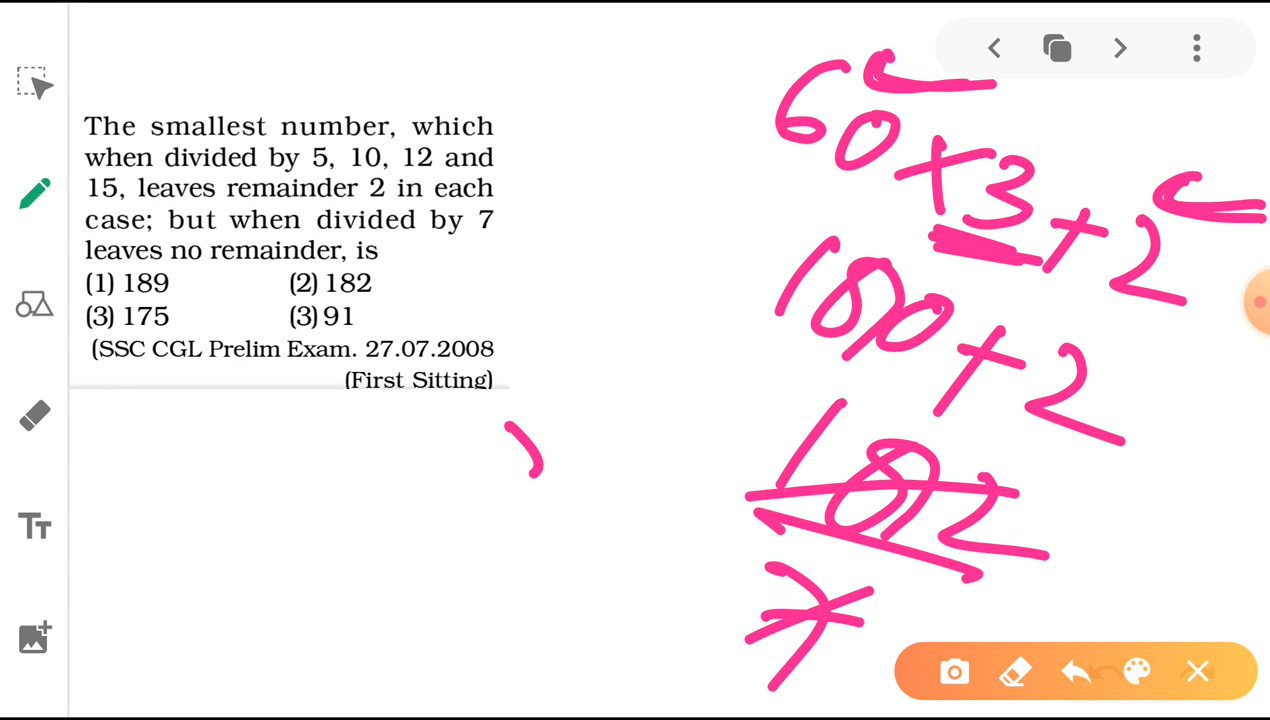 The smallest number, which
when divided by 5, 10, 12 and
15, leaves remainder 2 in each
case; but when divided by 7
leaves no remainder, is
(1) 189 (2) 182
(3) 175 (3) 91
(SSC CGL Prelim Exam. 27.07.2008
(First Sitting)
60 × 3 + 2
180 + 2
182
7
TT